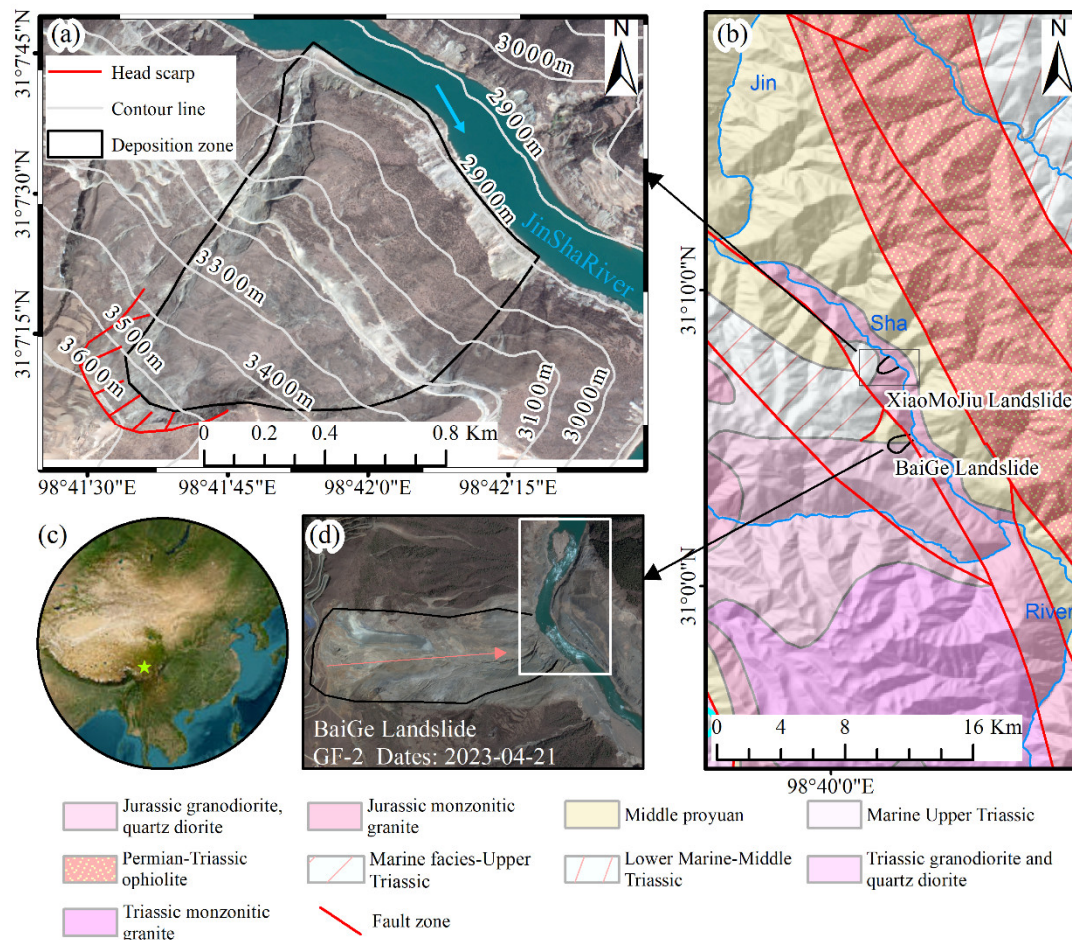 (a)
N
31°7'45"N
31°7'30"N
31°7'15"N
Head scarp
Contour line
Deposition zone
3000m
2900m
2900m
JinShaRiver
3300m
3500m
3600m
3400m
3100m
3000m
0 0.2 0.4 0.8 Km
98°41'30"E 98°41'45"E 98°42'0"E 98°42'15"E
(b)
N
Jin
31°10'0"N
Sha
XiaoMoJiu Landslide
BaiGe Landslide
31°0'0"N
River
0 4 8 16 Km
98°40'0"E
(c)
(d)
BaiGe Landslide
GF-2 Dates: 2023-04-21
Jurassic granodiorite,
quartz diorite
Jurassic monzonitic
granite
Middle proyuan
Marine Upper Triassic
Permian-Triassic
ophiolite
Marine facies-Upper
Triassic
Lower Marine-Middle
Triassic
Triassic granodiorite and
quartz diorite
Triassic monzonitic
granite
Fault zone